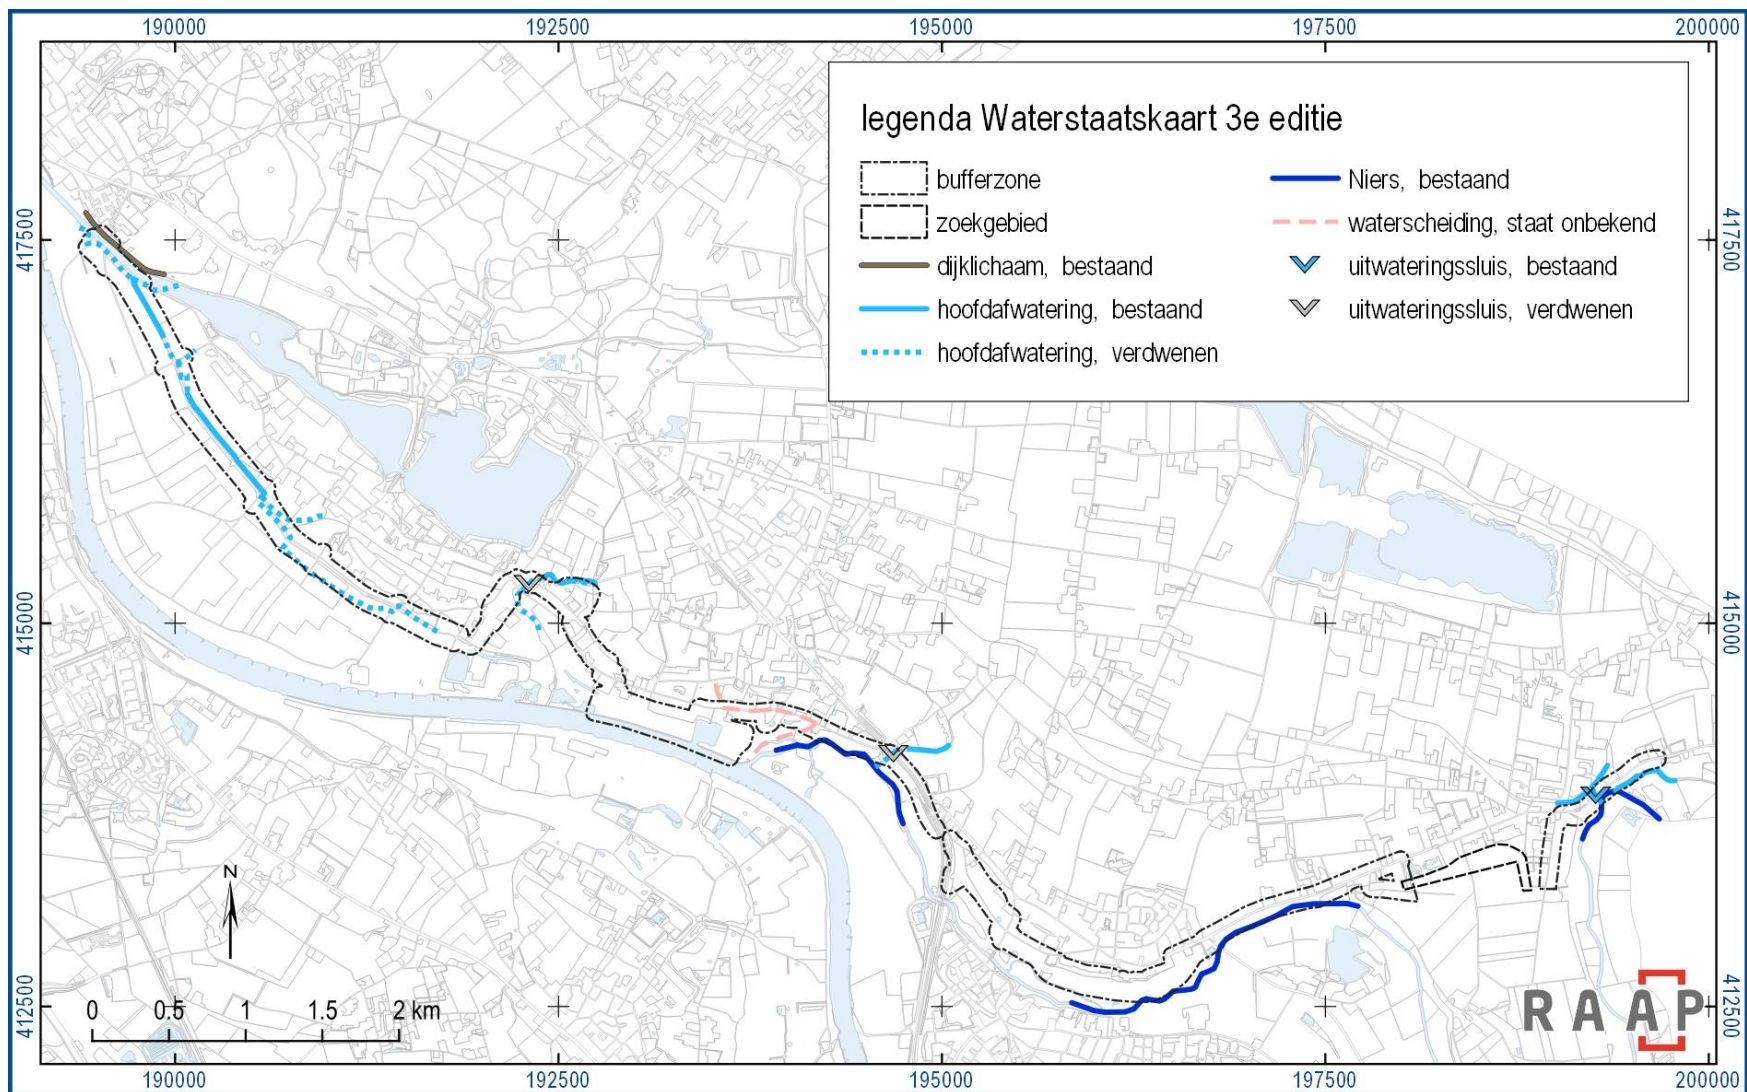 190000 192500 195000 197500 200000
legenda Waterstaatskaart 3e editie
bufferzone
zoekgebied
dijklichaam, bestaand
hoofdafwatering, bestaand
hoofdafwatering, verdwenen
Niers, bestaand
waterscheiding, staat onbekend
uitwateringssluis, bestaand
uitwateringssluis, verdwenen
417500
417500
415000
415000
412500
412500
N
0 0.5 1 1.5 2 km
RAAP
190000 192500 195000 197500 200000